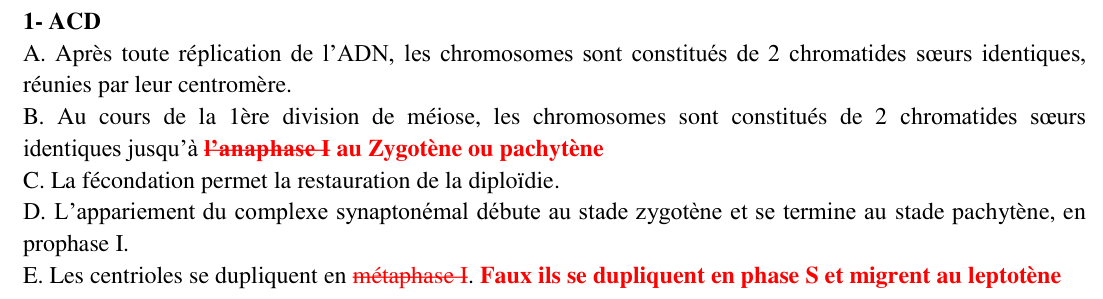 1- ACD
A. Après toute réplication de l’ADN, les chromosomes sont constitués de 2 chromatides sœurs identiques,
réunies par leur centromère.
B. Au cours de la 1ère division de méiose, les chromosomes sont constitués de 2 chromatides sœurs
identiques jusqu’à l’anaphase I au Zygotène ou pachytène
C. La fécondation permet la restauration de la diploïdie.
D. L’appariement du complexe synaptonémal débute au stade zygotène et se termine au stade pachytène, en
prophase I.
E. Les centrioles se dupliquent en métaphase I. Faux ils se dupliquent en phase S et migrent au leptotène